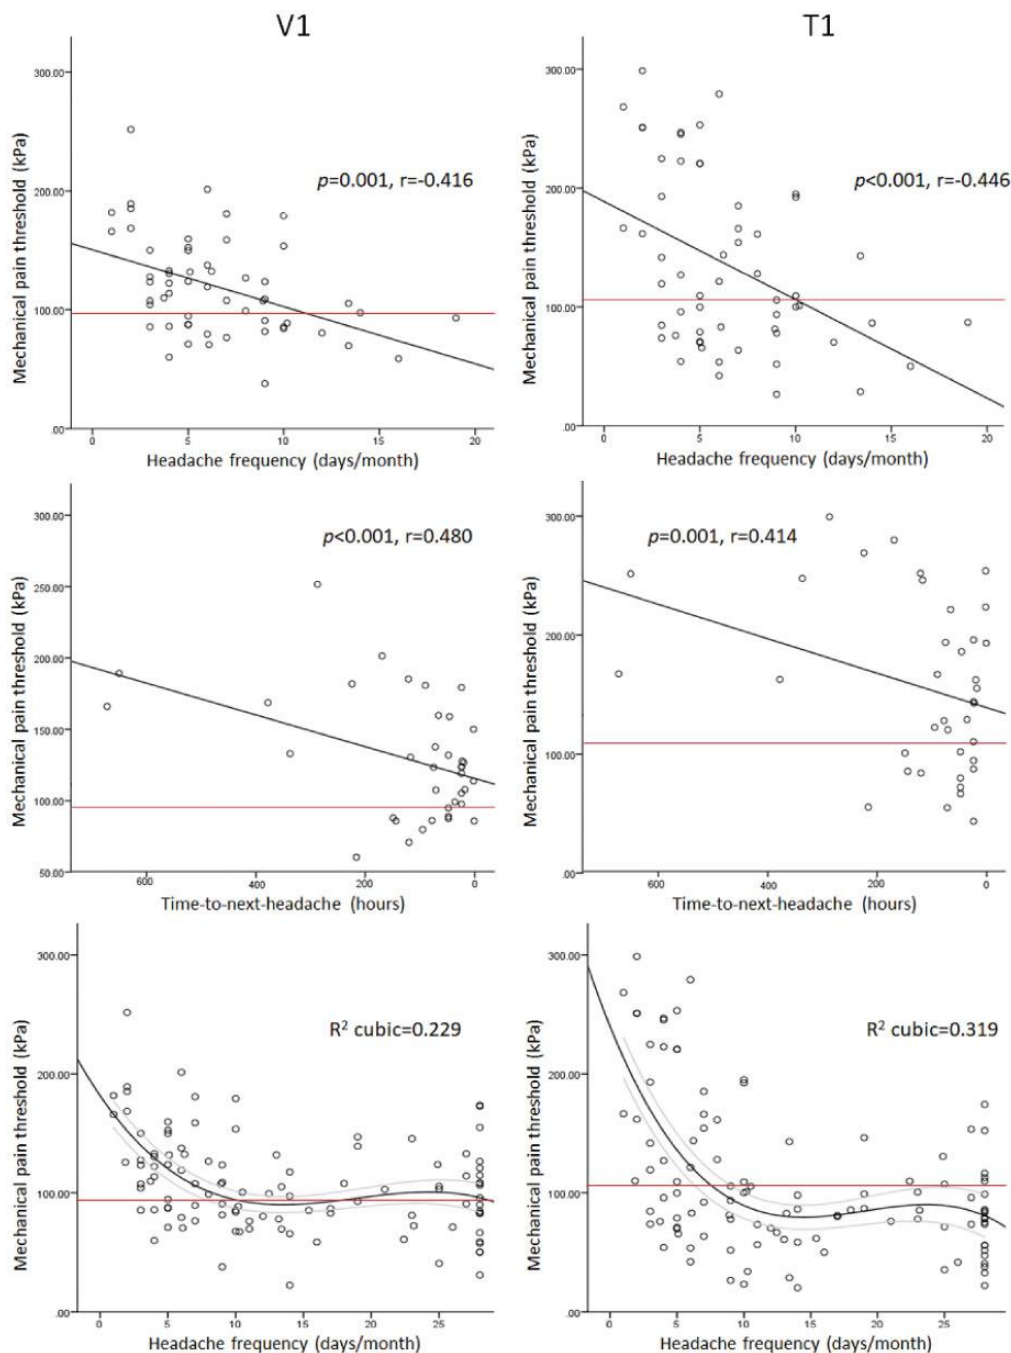 V1
T1
Mechanical pain threshold (kPa)
300.00
200.00
100.00
.00
p=0.001, r=-0.416
0 5 10 15 20
Headache frequency (days/month)
Mechanical pain threshold (kPa)
300.00
200.00
100.00
.00
p<0.001, r=-0.446
0 5 10 15 20
Headache frequency (days/month)
Mechanical pain threshold (kPa)
300.00
250.00
200.00
150.00
100.00
50.00
p<0.001, r=0.480
600 400 200 0
Time-to-next-headache (hours)
Mechanical pain threshold (kPa)
300.00
200.00
100.00
.00
p=0.001, r=0.414
600 400 200 0
Time-to-next-headache (hours)
Mechanical pain threshold (kPa)
300.00
200.00
100.00
.00
R² cubic=0.229
0 5 10 15 20 25
Headache frequency (days/month)
Mechanical pain threshold (kPa)
300.00
200.00
100.00
.00
R² cubic=0.319
0 5 10 15 20 25
Headache frequency (days/month)